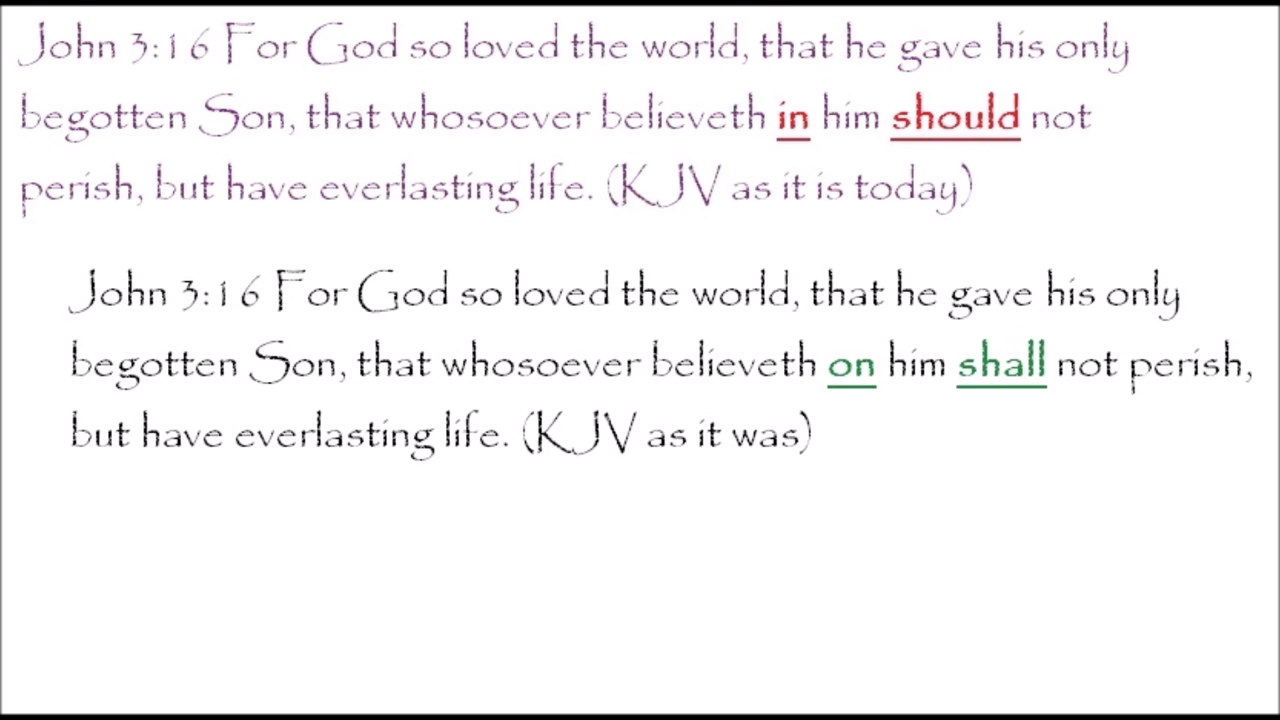 John 3:16 For God so loved the world, that he gave his only
begotten Son, that whosoever believeth in him should not
perish, but have everlasting life. (KJV as it is today)
John 3:16 For God so loved the world, that he gave his only
begotten Son, that whosoever believeth on him shall not perish,
but have everlasting life. (KJV as it was)